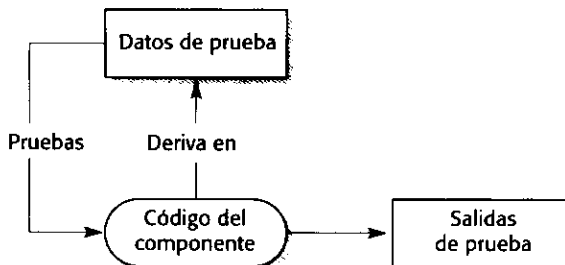 Datos de prueba
Pruebas
Deriva en
Código del
componente
Salidas
de prueba